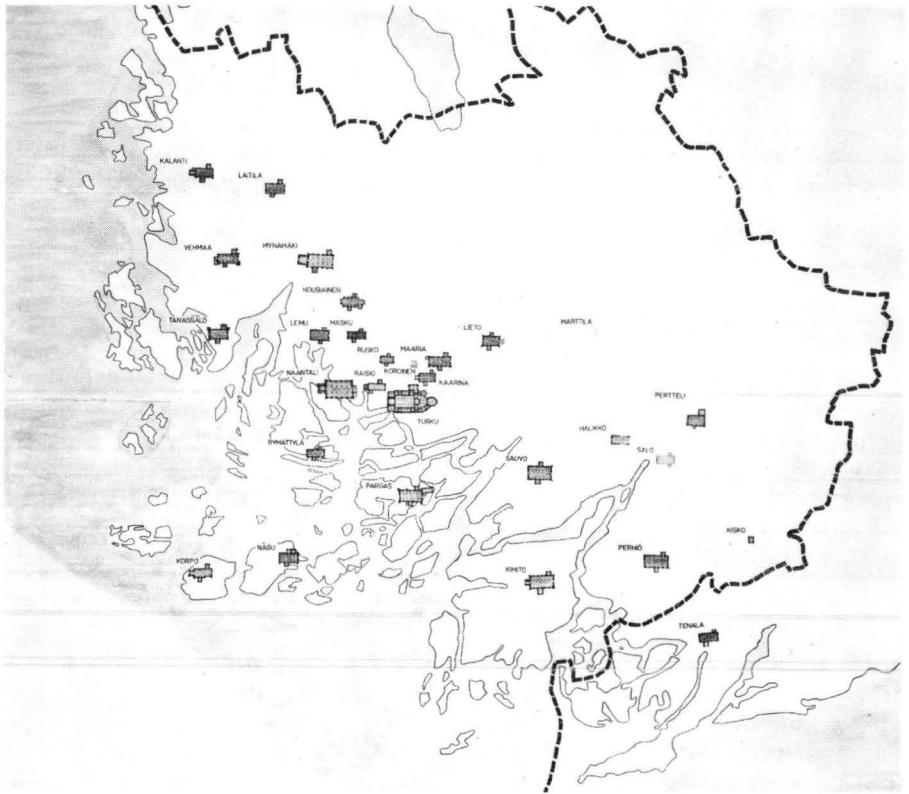 KALANTI
LAITILA
VEHMAA
MYNÄMÄKI
NOUSIAINEN
TAIVASSALO
LEMU
MASKU
LIETO
MARTTILA
RUSKO
MAARIA
NAANTALI
RAISIO
KOROINEN
KAARINA
PERTTELI
TURKU
HALIKKO
RYMÄTTYLÄ
SALO
SAUVO
PARGAS
KISKO
NAGU
KORPO
PERNIÖ
KIMITO
TENALA